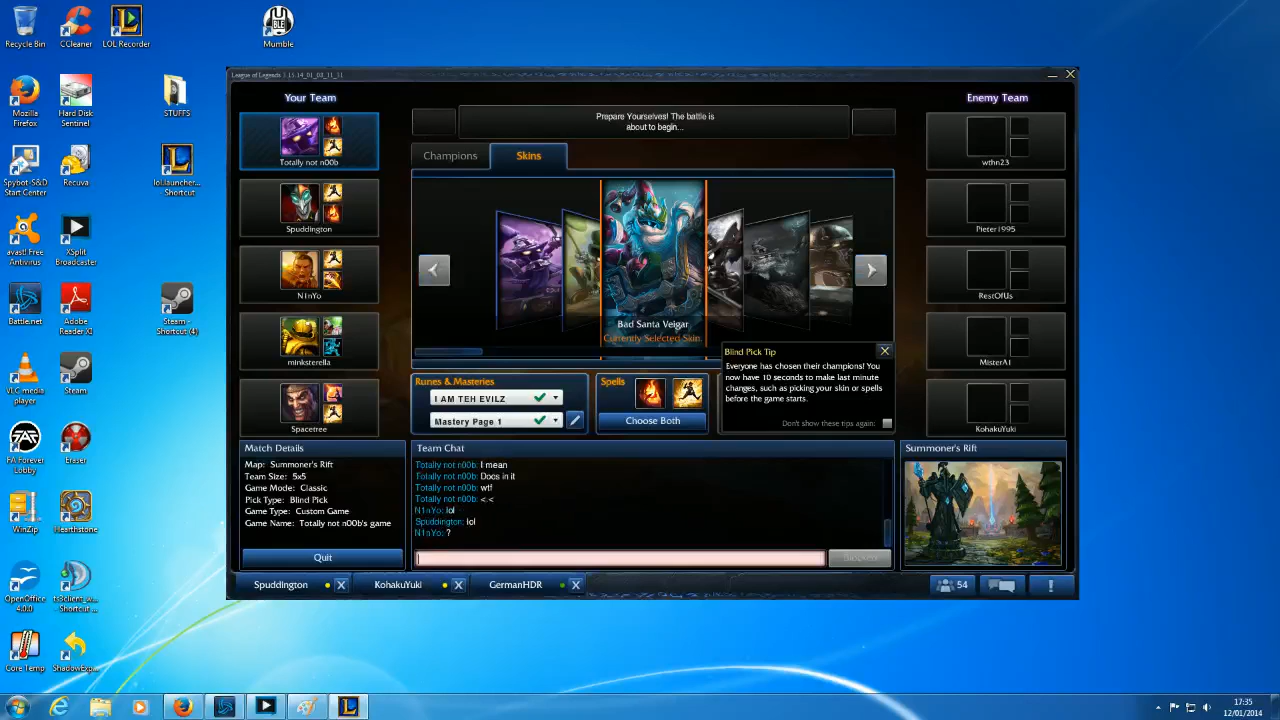 Recycle Bin
CCleaner
LOL Recorder
Mumble
Mozilla
Firefox
Hard Disk
Sentinel
STUFFS
Spybot-S&D
Start Center
Recuva
Shortcut
avast! Free
Antivirus
XSplit
Broadcaster
Battle.net
Adobe
Reader XI
Steam -
Shortcut (4)
VLC media
player
Steam
FA Forever
Lobby
Eraser
WinZip
Hearthstone
OpenOffice
4.0.0
Shortcut
Core Temp
ShadowExp...
Your Team
Totally not n00b
Spuddington
N1nYo
minksterella
Spacetree
Prepare Yourselves! The battle is
about to begin...
Champions
Skins
Bad Santa Veigar
Currently Selected Skin
Runes & Masteries
I AM TEH EVILZ
Mastery Page 1
Spells
Choose Both
Blind Pick Tip
Everyone has chosen their champions! You
now have 10 seconds to make last minute
changes, such as picking your skin or spells
before the game starts.
Don't show these tips again:
Enemy Team
wthn23
Pieter1995
RestOfUs
KohakuYuki
Match Details
Map: Summoner's Rift
Team Size: 5x5
Game Mode: Classic
Pick Type: Blind Pick
Game Type: Custom Game
Game Name: Totally not n00b's game
Quit
Team Chat
Totally not n00b: I mean
Totally not n00b: Docs in it
Totally not n00b: wtf
Totally not n00b: <.<
N1nYo: lol
Spuddington: lol
N1nYo: ?
Summoner's Rift
Spuddington
KohakuYuki
GermanHDR
54
17:35
12/01/2014